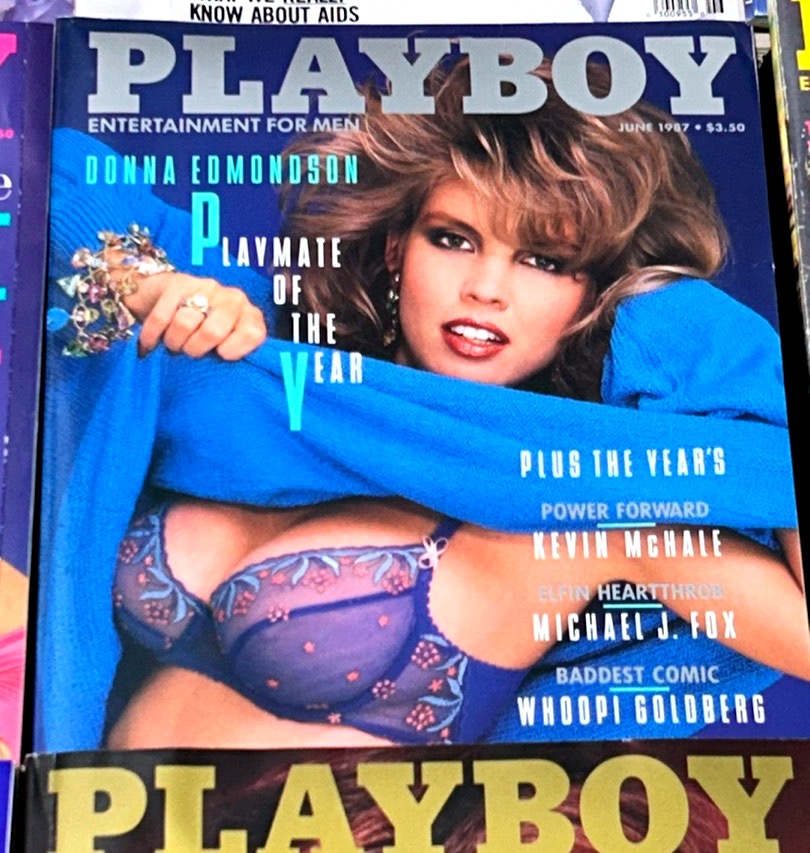 KNOW ABOUT AIDS
PLAYBOY
ENTERTAINMENT FOR MEN
JUNE 1987 • $3.50
DONNA EDMONDSON
PLAYMATE
OF
THE
YEAR
PLUS THE YEAR'S
POWER FORWARD
KEVIN McHALE
ELFIN HEARTTHROB
MICHAEL J. FOX
BADDEST COMIC
WHOOPI GOLDBERG
PLAYBOY